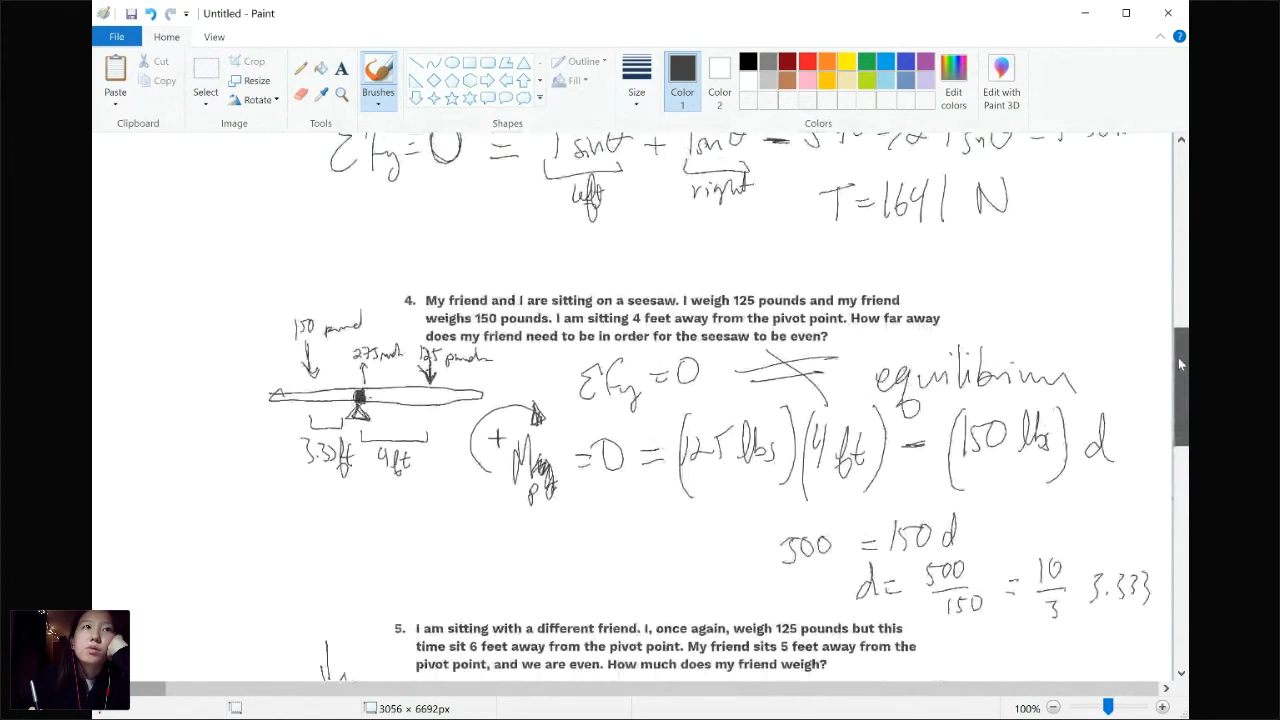 Untitled - Paint
File Home View
Cut
Copy
Paste
Clipboard
Crop
Resize
Rotate
Select
Image
Tools
Brushes
Outline
Fill
Shapes
Size
Color 1
Color 2
Edit colors
Edit with Paint 3D
Colors
ΣFy=0 = Tsinθ + Tsinθ -
left
right
T=1641 N
4. My friend and I are sitting on a seesaw. I weigh 125 pounds and my friend
weighs 150 pounds. I am sitting 4 feet away from the pivot point. How far away
does my friend need to be in order for the seesaw to be even?
150 pound
275 125 pounds
3.33ft 4ft
ΣFy=0 equilibrium
+ M =0 = (125 lbs)(4 ft) - (150 lbs) d
500 = 150 d
d= 500/150 = 10/3 3.333
5. I am sitting with a different friend. I, once again, weigh 125 pounds but this
time sit 6 feet away from the pivot point. My friend sits 5 feet away from the
pivot point, and we are even. How much does my friend weigh?
3056 × 6692px
100%